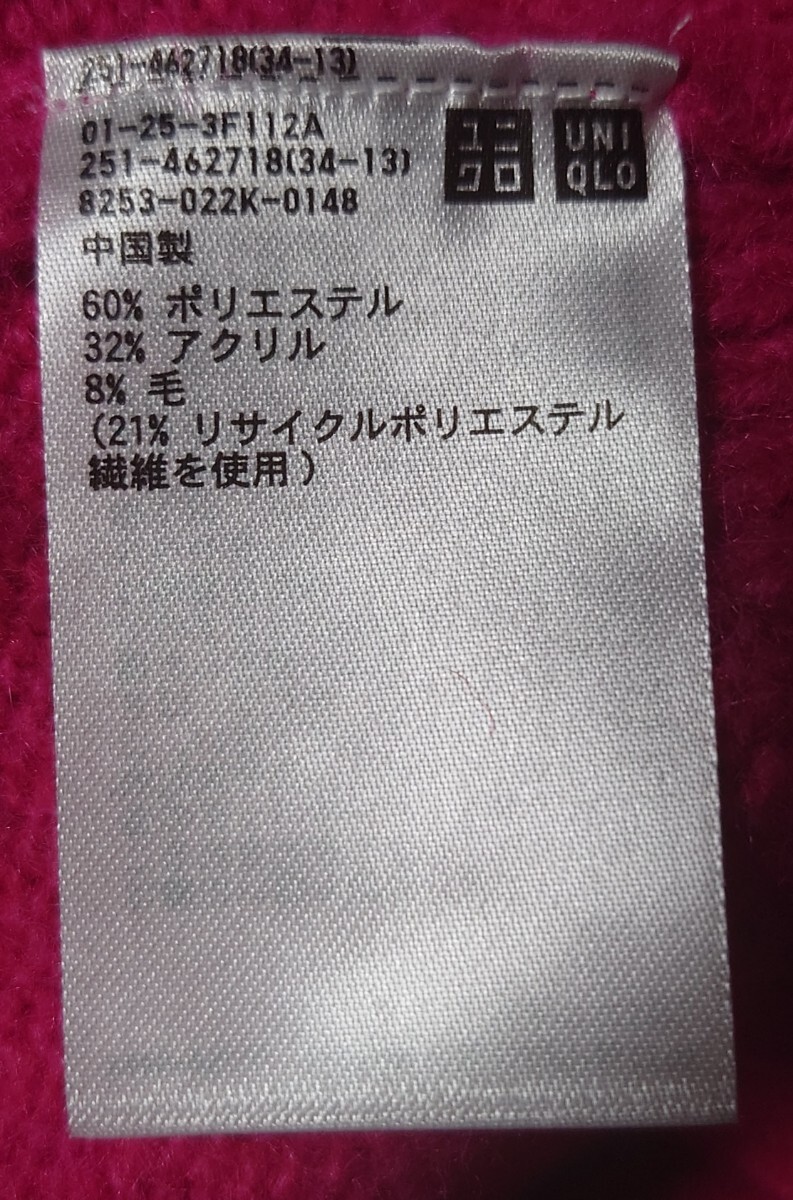 251-462718(34-13)
01-25-3F112A
251-462718(34-13)
8253-022K-0148
ユニ
クロ
UNI
QLO
中国製
60% ポリエステル
32% アクリル
8% 毛
(21% リサイクルポリエステル
繊維を使用)